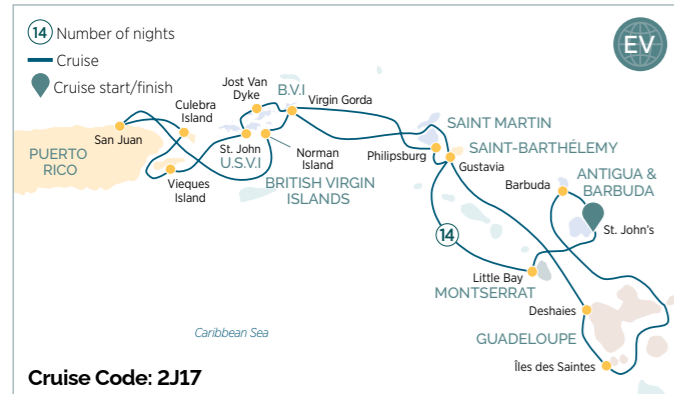 14 Number of nights
Cruise
Cruise start/finish
EV
Jost Van
Dyke
B.V.I
Virgin Gorda
Culebra
Island
San Juan
St. John
U.S.V.I
Norman
Island
SAINT MARTIN
SAINT-BARTHÉLEMY
Philipsburg
Gustavia
PUERTO
RICO
Vieques
Island
BRITISH VIRGIN
ISLANDS
ANTIGUA &
BARBUDA
Barbuda
St. John's
14
Little Bay
MONTSERRAT
Deshaies
GUADELOUPE
Îles des Saintes
Caribbean Sea
Cruise Code: 2J17